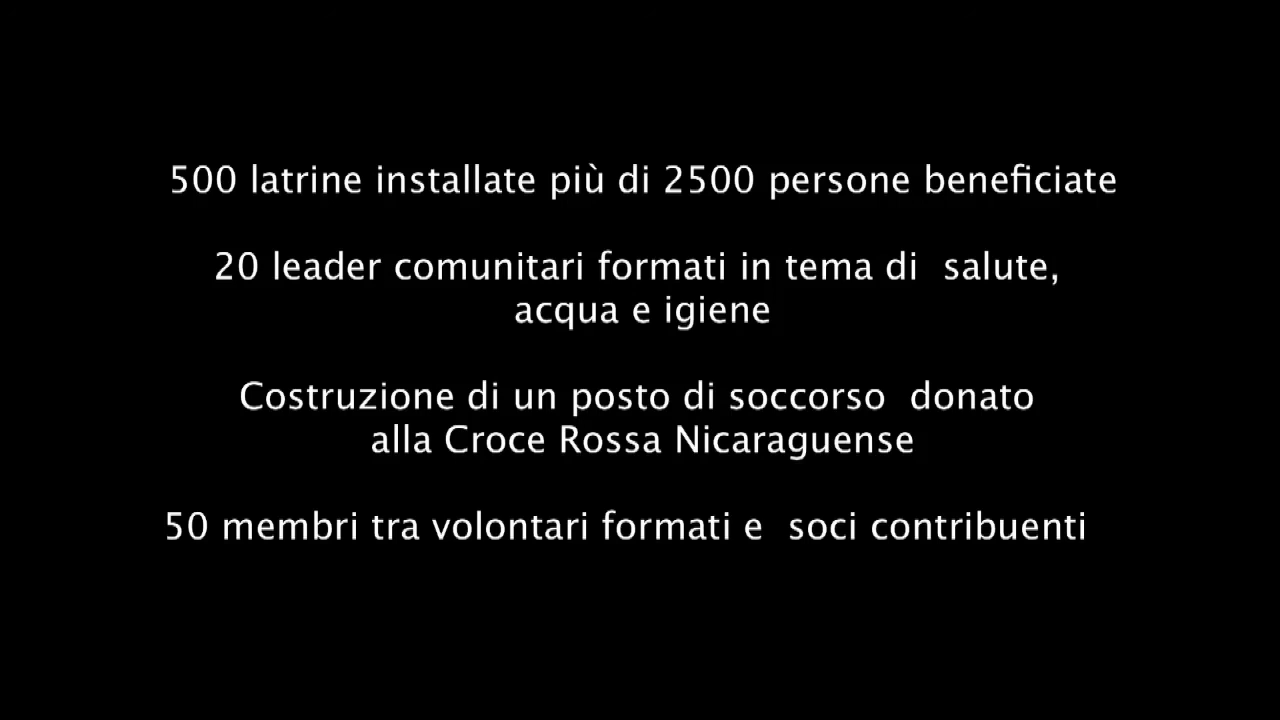 500 latrine installate più di 2500 persone beneficiate
20 leader comunitari formati in tema di  salute,
acqua e igiene
Costruzione di un posto di soccorso  donato
alla Croce Rossa Nicaraguense
50 membri tra volontari formati e  soci contribuenti